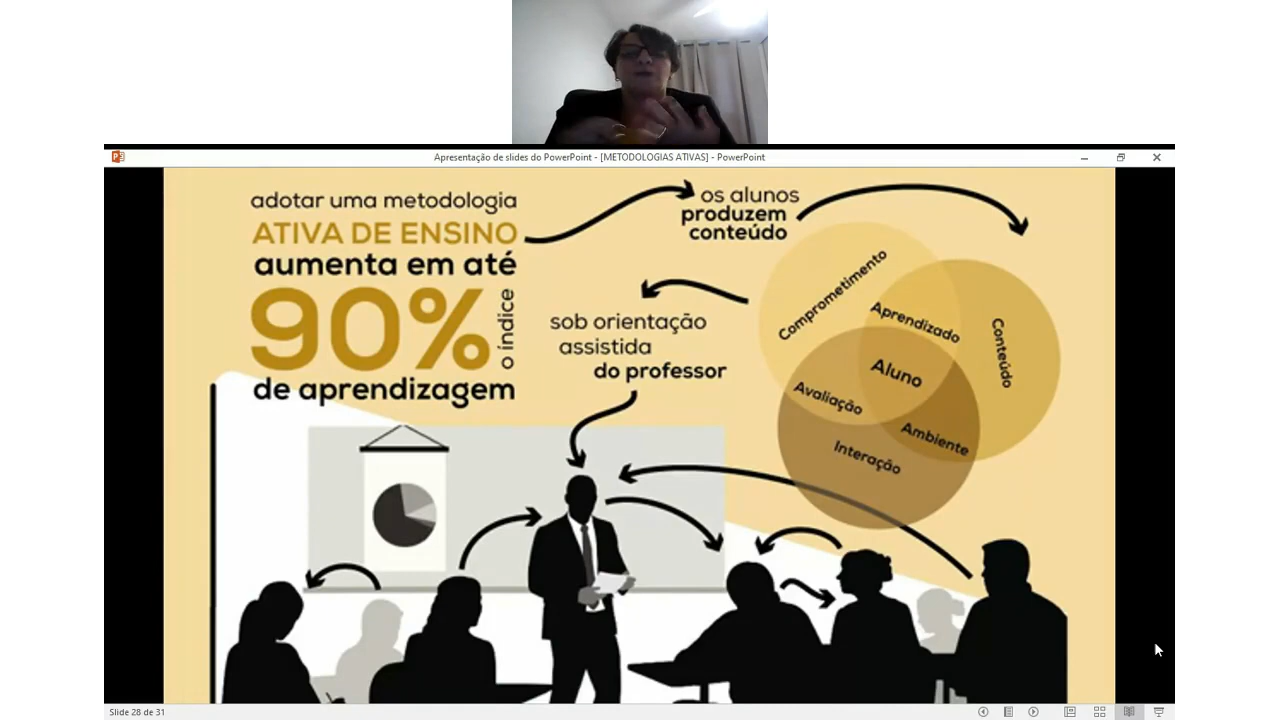 Apresentação de slides do PowerPoint - [METODOLOGIAS ATIVAS] - PowerPoint
adotar uma metodologia
ATIVA DE ENSINO
aumenta em até
90%
o índice
de aprendizagem
os alunos
produzem
conteúdo
sob orientação
assistida
do professor
Comprometimento
Aprendizado
Conteúdo
Aluno
Avaliação
Ambiente
Interação
Slide 28 de 31